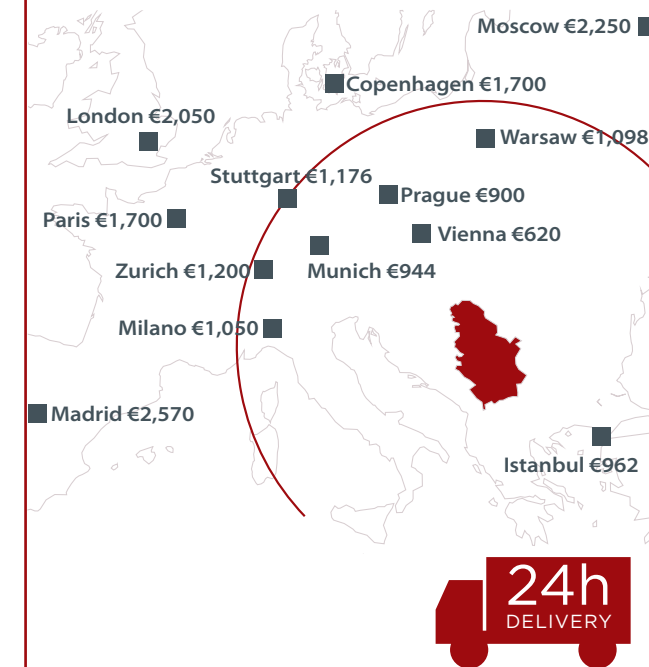 Moscow €2,250
Copenhagen €1,700
London €2,050
Warsaw €1,098
Stuttgart €1,176
Prague €900
Paris €1,700
Vienna €620
Zurich €1,200
Munich €944
Milano €1,050
Madrid €2,570
Istanbul €962
24h
DELIVERY